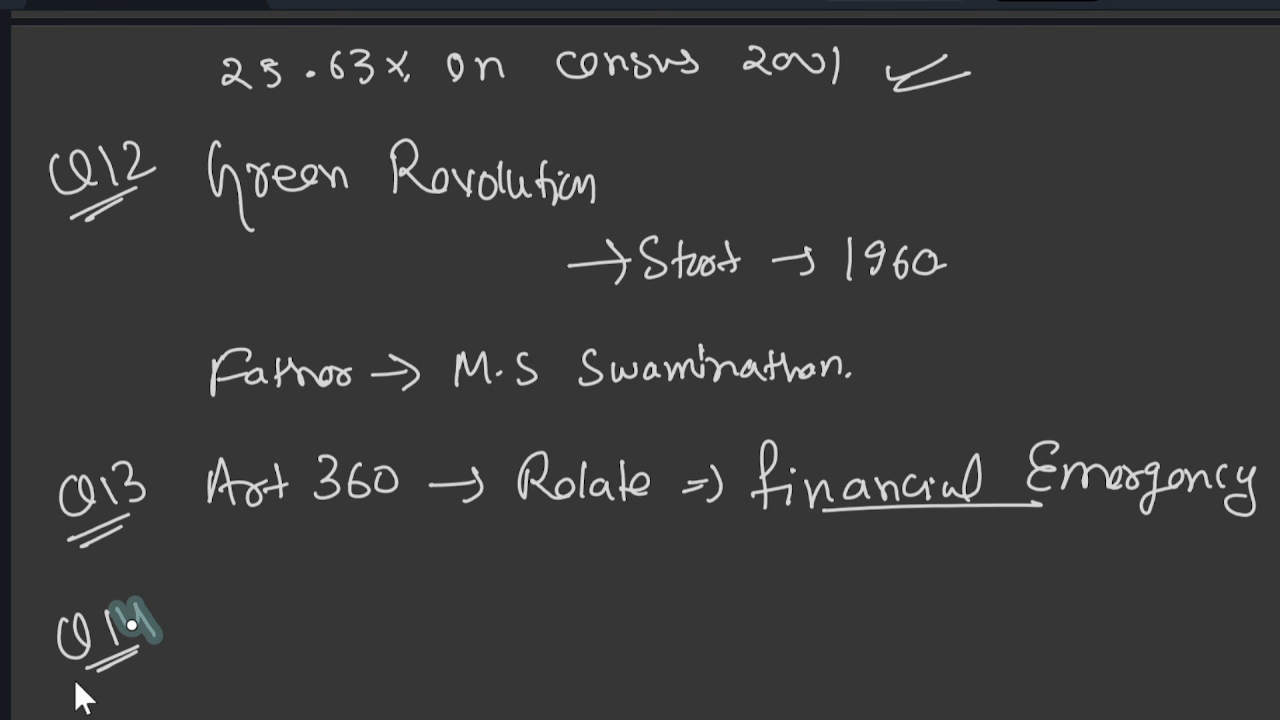 25.63% on census 2001
Q12 Green Revolution
→ Start → 1960
Father → M.S Swaminathan.
Q13 Art 360 → Relate ⇒ financial Emergency
Q14